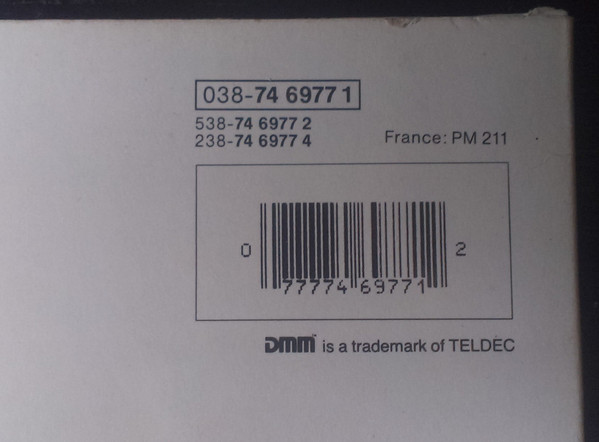 038-74 6977 1
538-74 6977 2
238-74 6977 4
France: PM 211
0 77774 69771 2
DMM™ is a trademark of TELDEC